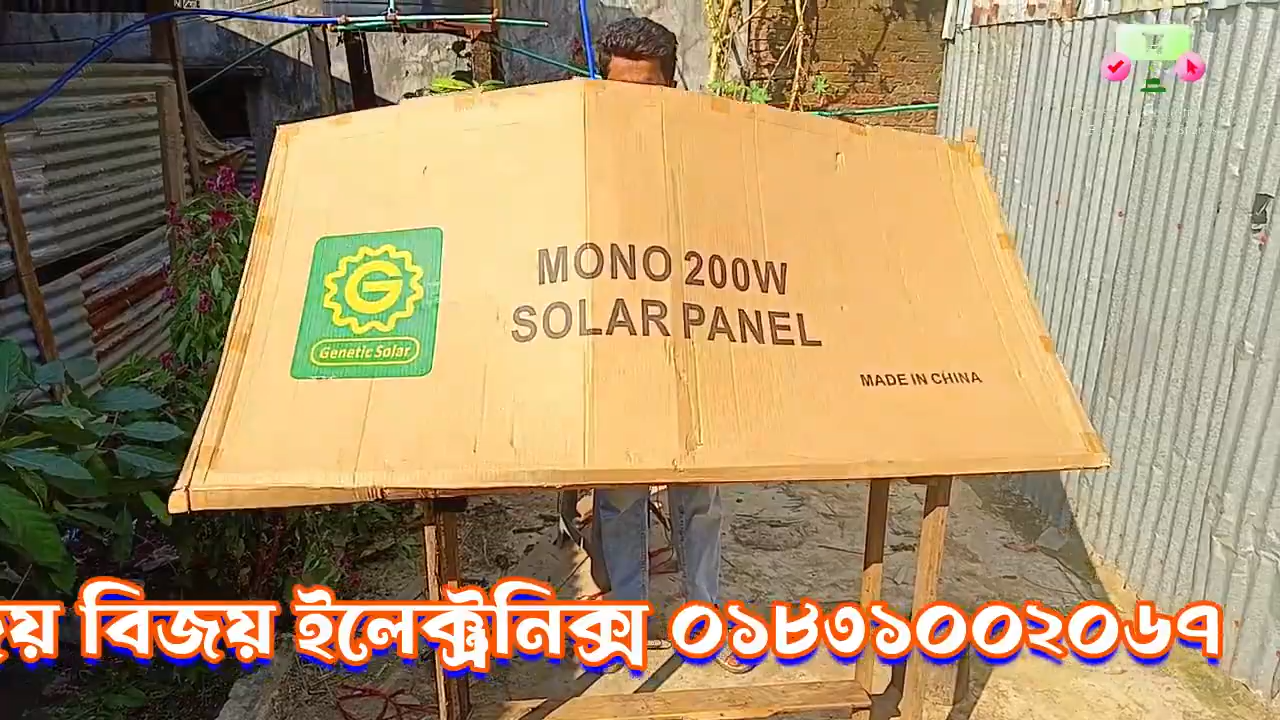 MONO 200W
SOLAR PANEL
G
Genetic Solar
MADE IN CHINA
বিজয় ইলেক্ট্রনিক্স ০১৮৩১০০২০৬৭